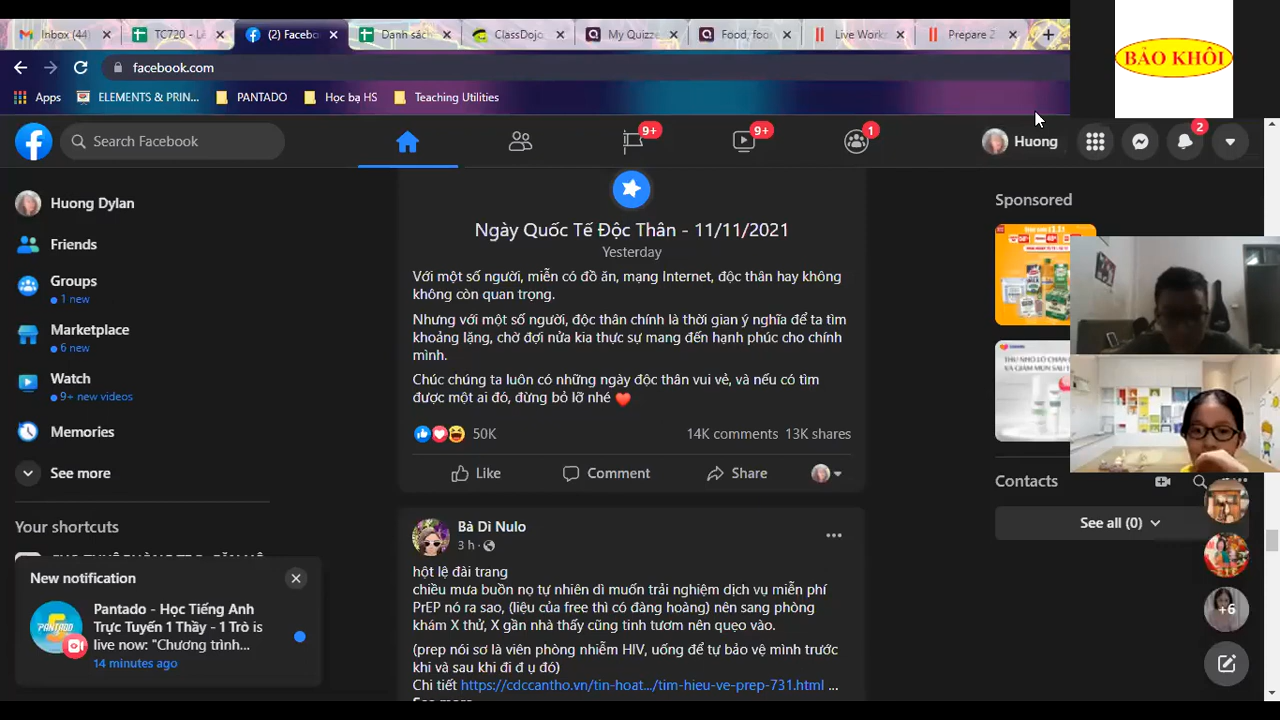 Inbox (44)
TC720 - Lê
(2) Facebo
Danh sách
ClassDojo
My Quizze
Food, foo
Live Work
Prepare 2
BẢO KHÔI
facebook.com
Apps
ELEMENTS & PRIN...
PANTADO
Học bạ HS
Teaching Utilities
Search Facebook
9+
9+
1
Huong
2
Huong Dylan
Friends
Groups
1 new
Marketplace
6 new
Watch
9+ new videos
Memories
See more
Your shortcuts
New notification
Pantado - Học Tiếng Anh
Trực Tuyến 1 Thầy - 1 Trò is
live now: "Chương trình...
14 minutes ago
Ngày Quốc Tế Độc Thân - 11/11/2021
Yesterday
Với một số người, miễn có đồ ăn, mạng Internet, độc thân hay không
không còn quan trọng.
Nhưng với một số người, độc thân chính là thời gian ý nghĩa để ta tìm
khoảng lặng, chờ đợi nửa kia thực sự mang đến hạnh phúc cho chính
mình.
Chúc chúng ta luôn có những ngày độc thân vui vẻ, và nếu có tìm
được một ai đó, đừng bỏ lỡ nhé
50K
14K comments 13K shares
Like
Comment
Share
Bà Dì Nulo
3 h
hột lệ đài trang
chiều mưa buồn nọ tự nhiên dì muốn trải nghiệm dịch vụ miễn phí
PrEP nó ra sao, (liệu của free thì có đàng hoàng) nên sang phòng
khám X thử, X gần nhà thấy cũng tinh tươm nên quẹo vào.
(prep nói sơ là viên phòng nhiễm HIV, uống để tự bảo vệ mình trước
khi và sau khi đi đ ụ đó)
Chi tiết https://cdccantho.vn/tin-hoat.../tim-hieu-ve-prep-731.html ...
See more
Sponsored
Contacts
See all (0)
+6